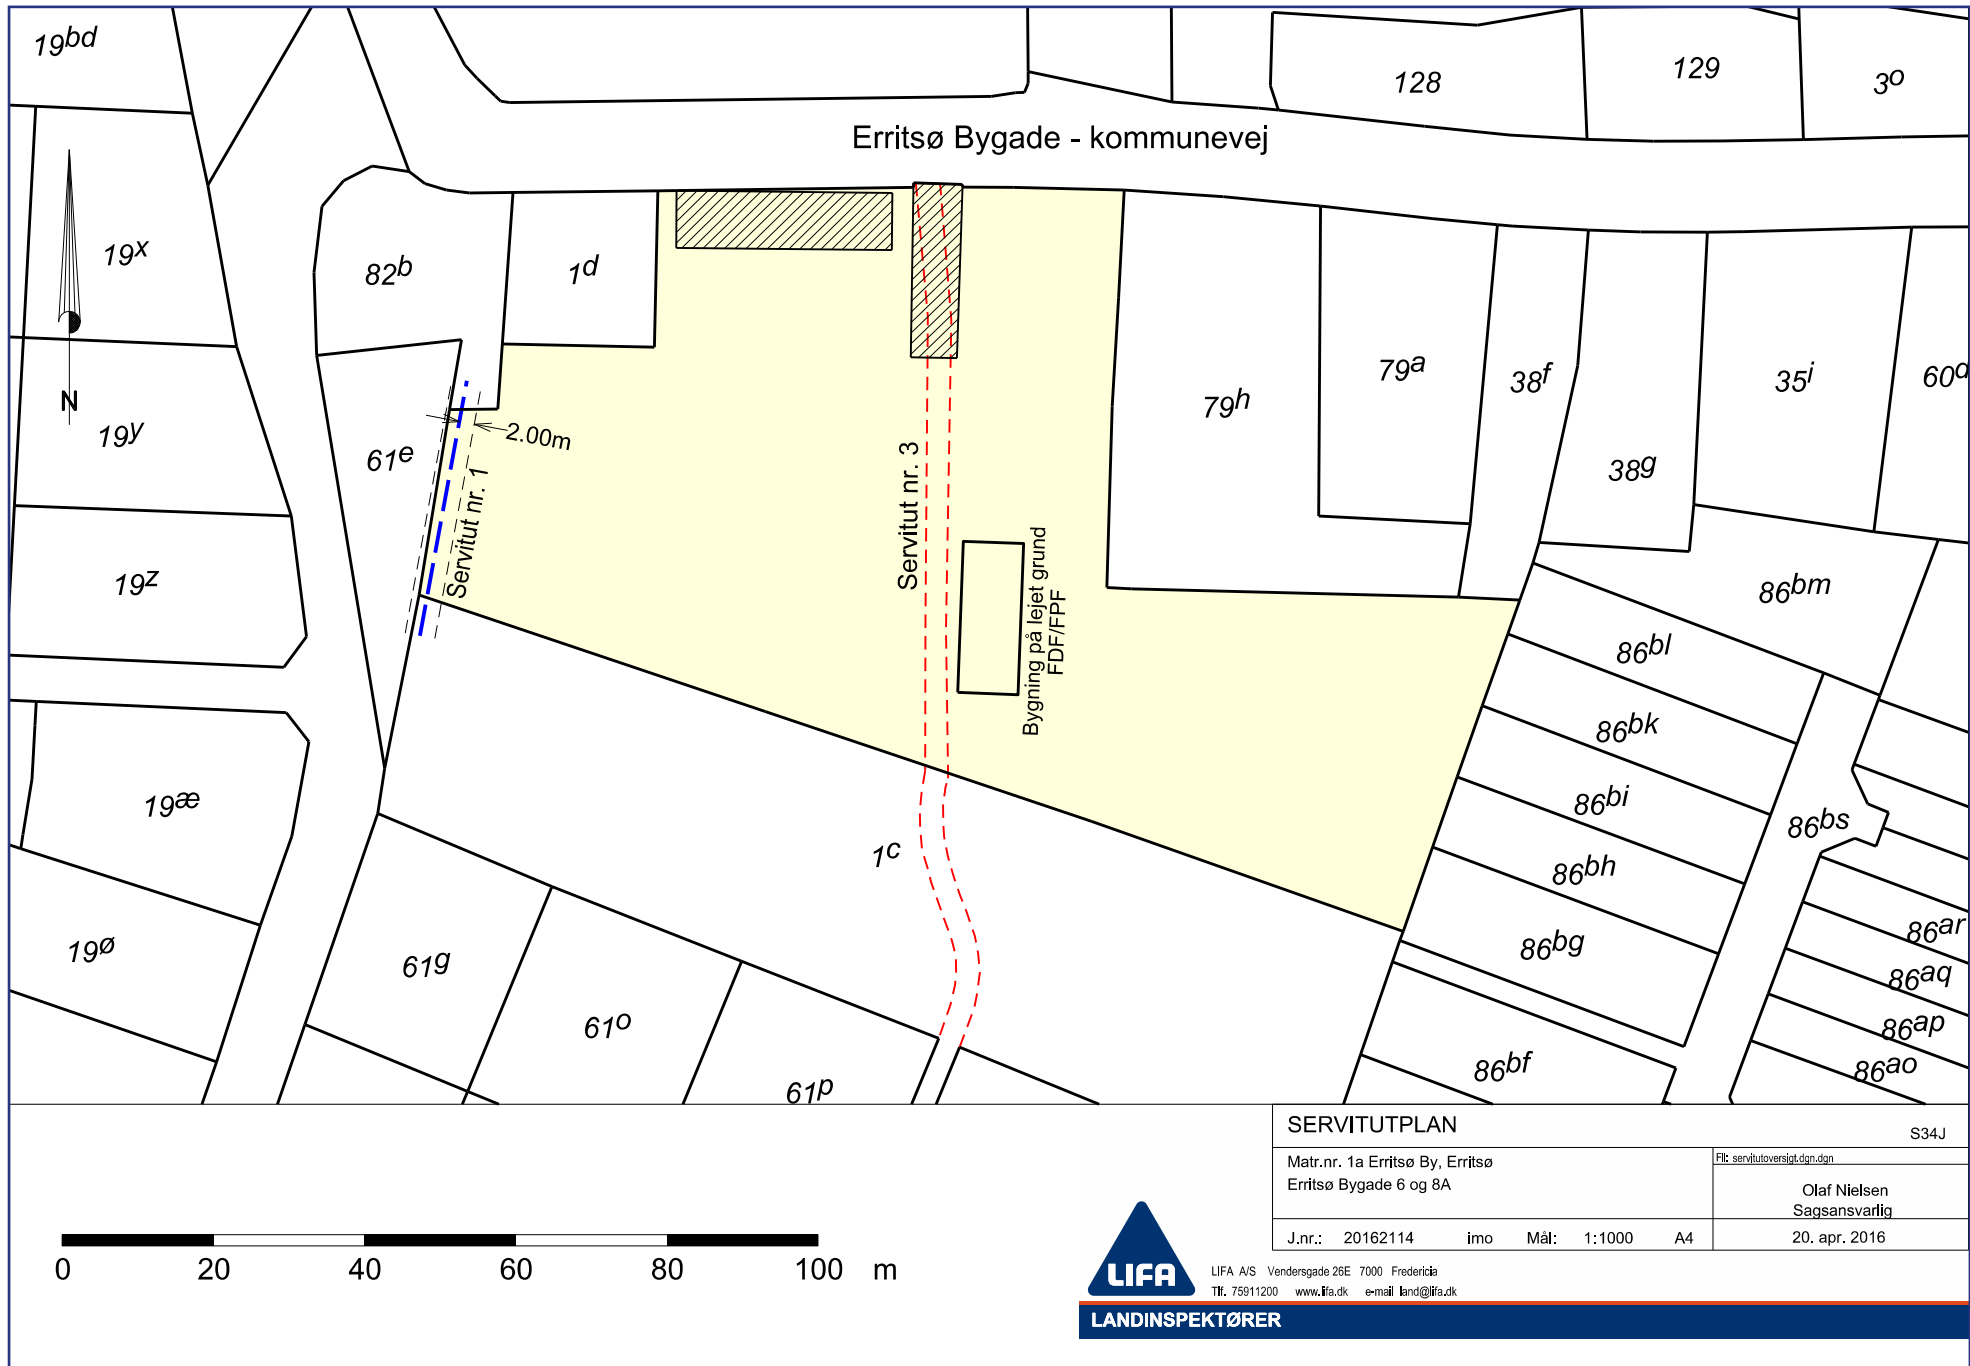 19bd
128
129
3o
Erritsø Bygade - kommunevej
19x
82b
1d
79h
79a
38f
38g
35i
N
19y
61e
2.00m
Servitut nr. 1
Servitut nr. 3
Bygning på lejet grund
FDF/FPF
19z
86bm
86bl
86bk
86bi
86bh
86bg
86bf
86bs
86ar
86aq
86ap
86ao
19æ
1c
19ø
61g
61o
61p
0 20 40 60 80 100 m
SERVITUTPLAN
S34J
Matr.nr. 1a Erritsø By, Erritsø
Erritsø Bygade 6 og 8A
Fil: servitutoversigt.dgn.dgn
Olaf Nielsen
Sagsansvarlig
J.nr.: 20162114 imo Mål: 1:1000 A4
20. apr. 2016
LIFA
LIFA A/S Vendersgade 26E 7000 Fredericia
Tlf. 75911200 www.lifa.dk e-mail land@lifa.dk
LANDINSPEKTØRER